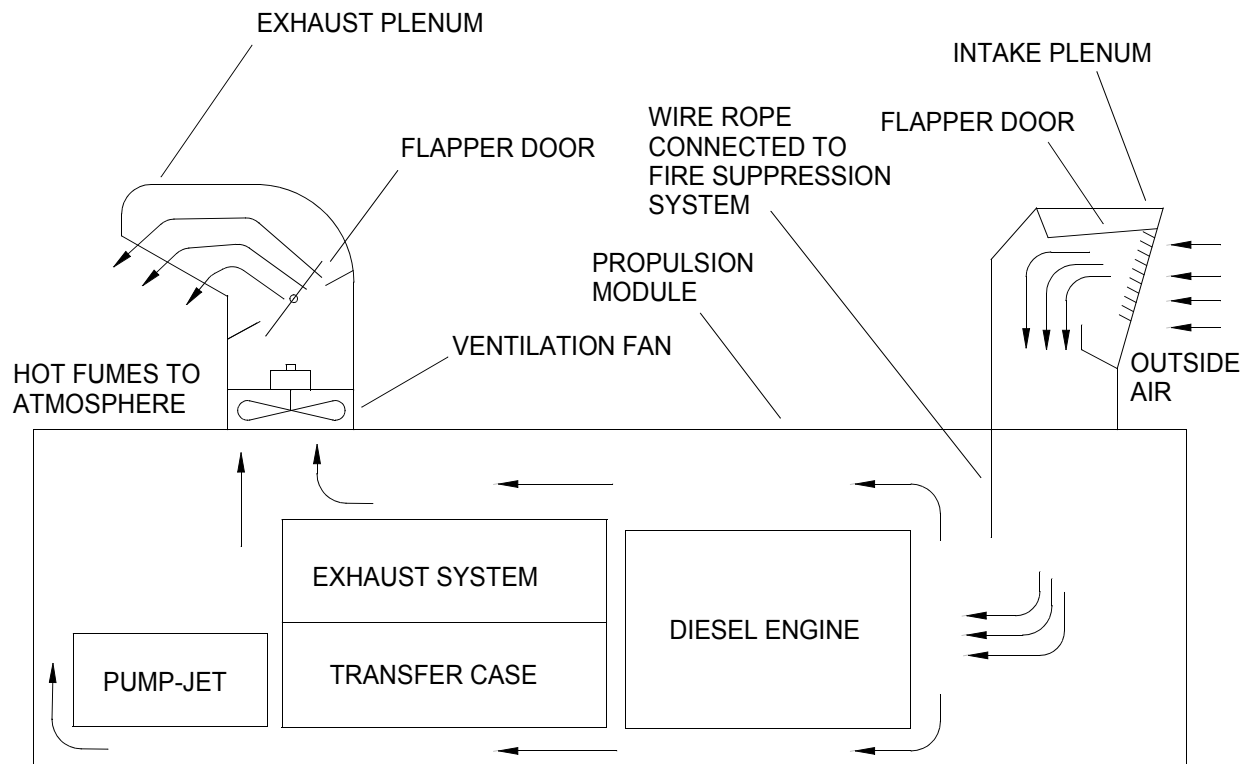 EXHAUST PLENUM
INTAKE PLENUM
WIRE ROPE
CONNECTED TO
FIRE SUPPRESSION
SYSTEM
FLAPPER DOOR
FLAPPER DOOR
PROPULSION
MODULE
VENTILATION FAN
HOT FUMES TO
ATMOSPHERE
OUTSIDE
AIR
EXHAUST SYSTEM
DIESEL ENGINE
PUMP-JET
TRANSFER CASE